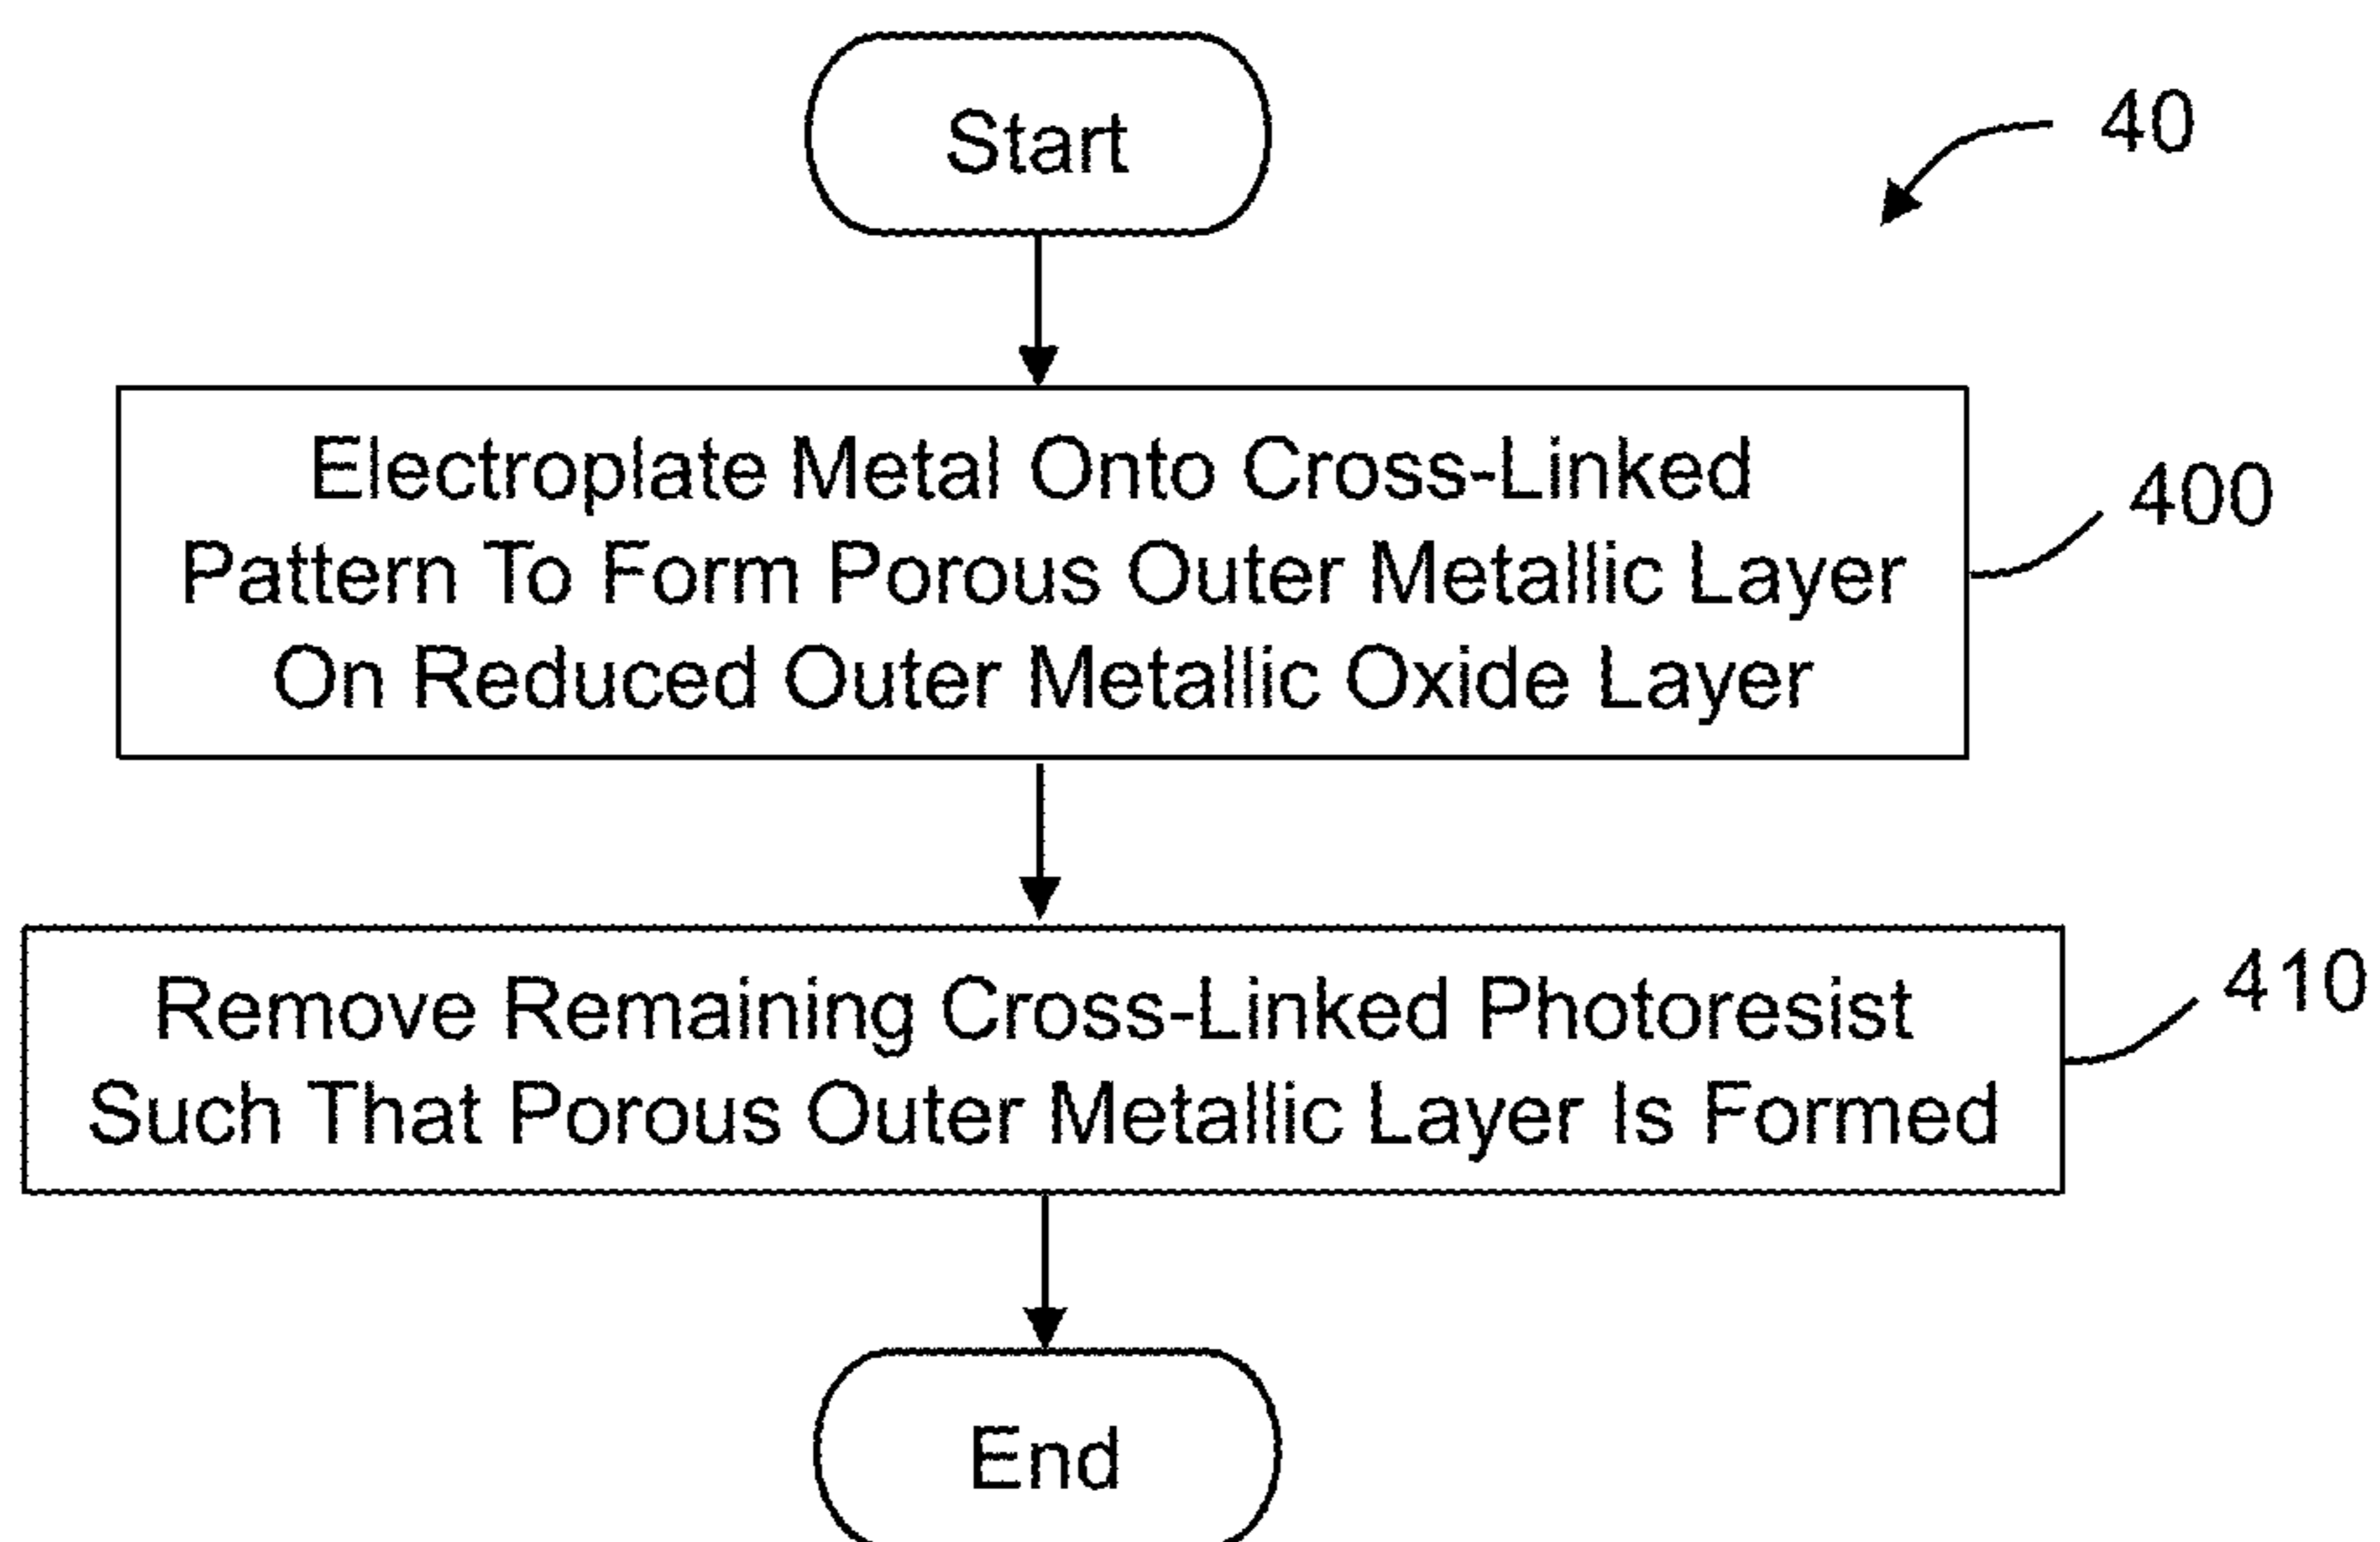 Start
40
Electroplate Metal Onto Cross-Linked
Pattern To Form Porous Outer Metallic Layer
On Reduced Outer Metallic Oxide Layer
400
Remove Remaining Cross-Linked Photoresist
Such That Porous Outer Metallic Layer Is Formed
410
End